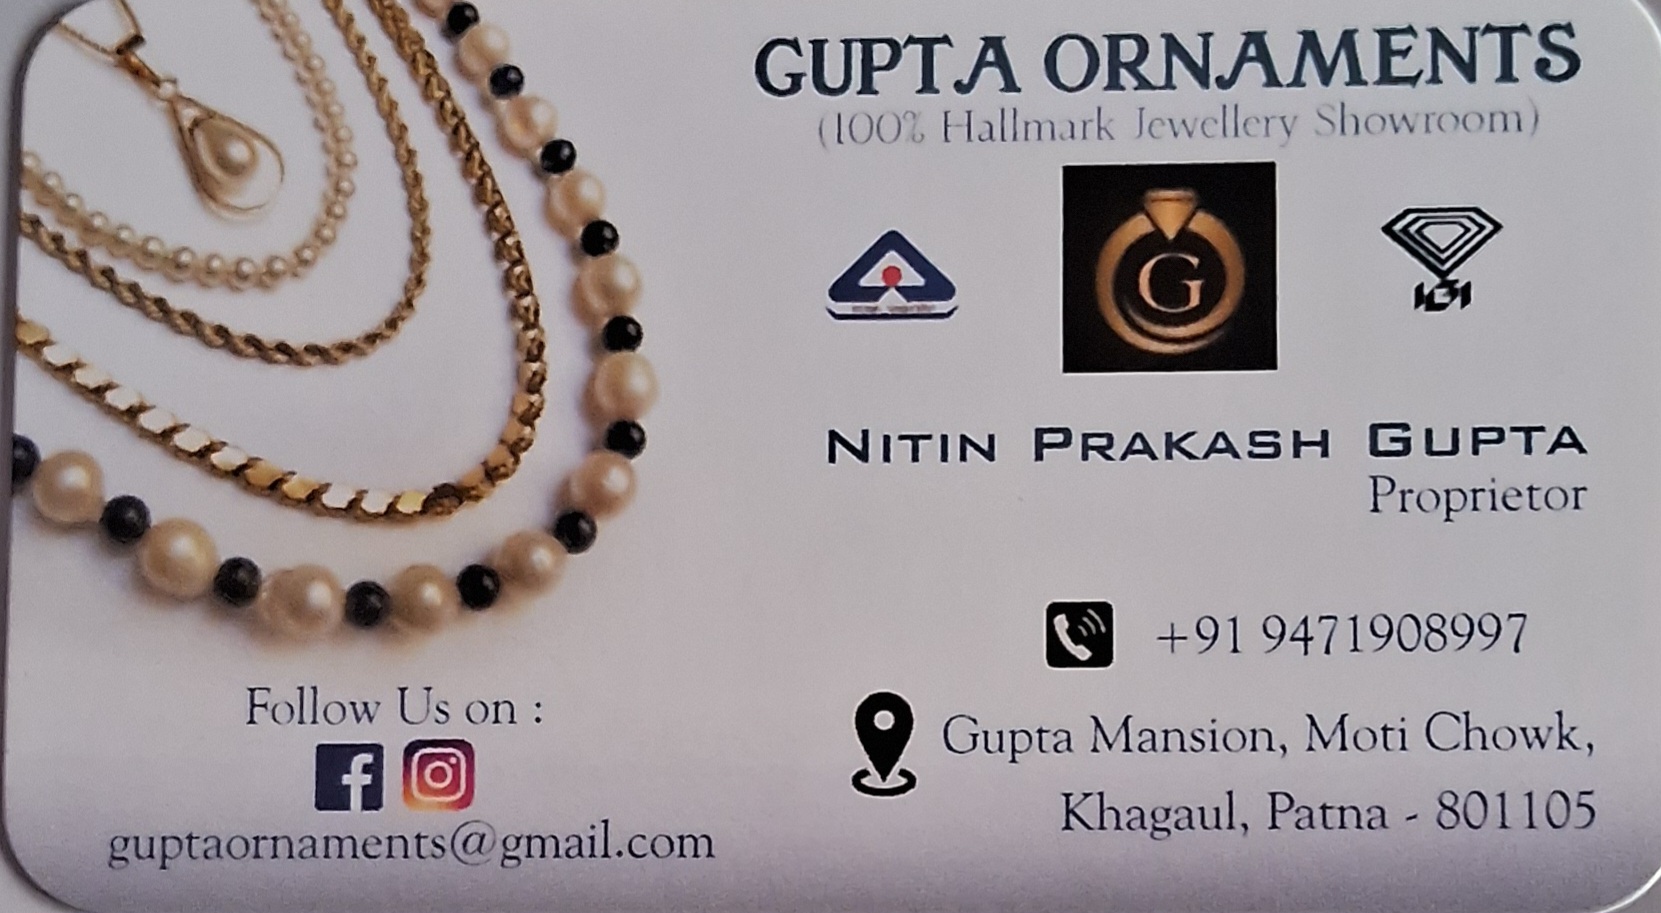 GUPTA ORNAMENTS
(100% Hallmark Jewellery Showroom)
G
IGI
NITIN PRAKASH GUPTA
Proprietor
+91 9471908997
Gupta Mansion, Moti Chowk,
Khagaul, Patna - 801105
Follow Us on :
guptaornaments@gmail.com